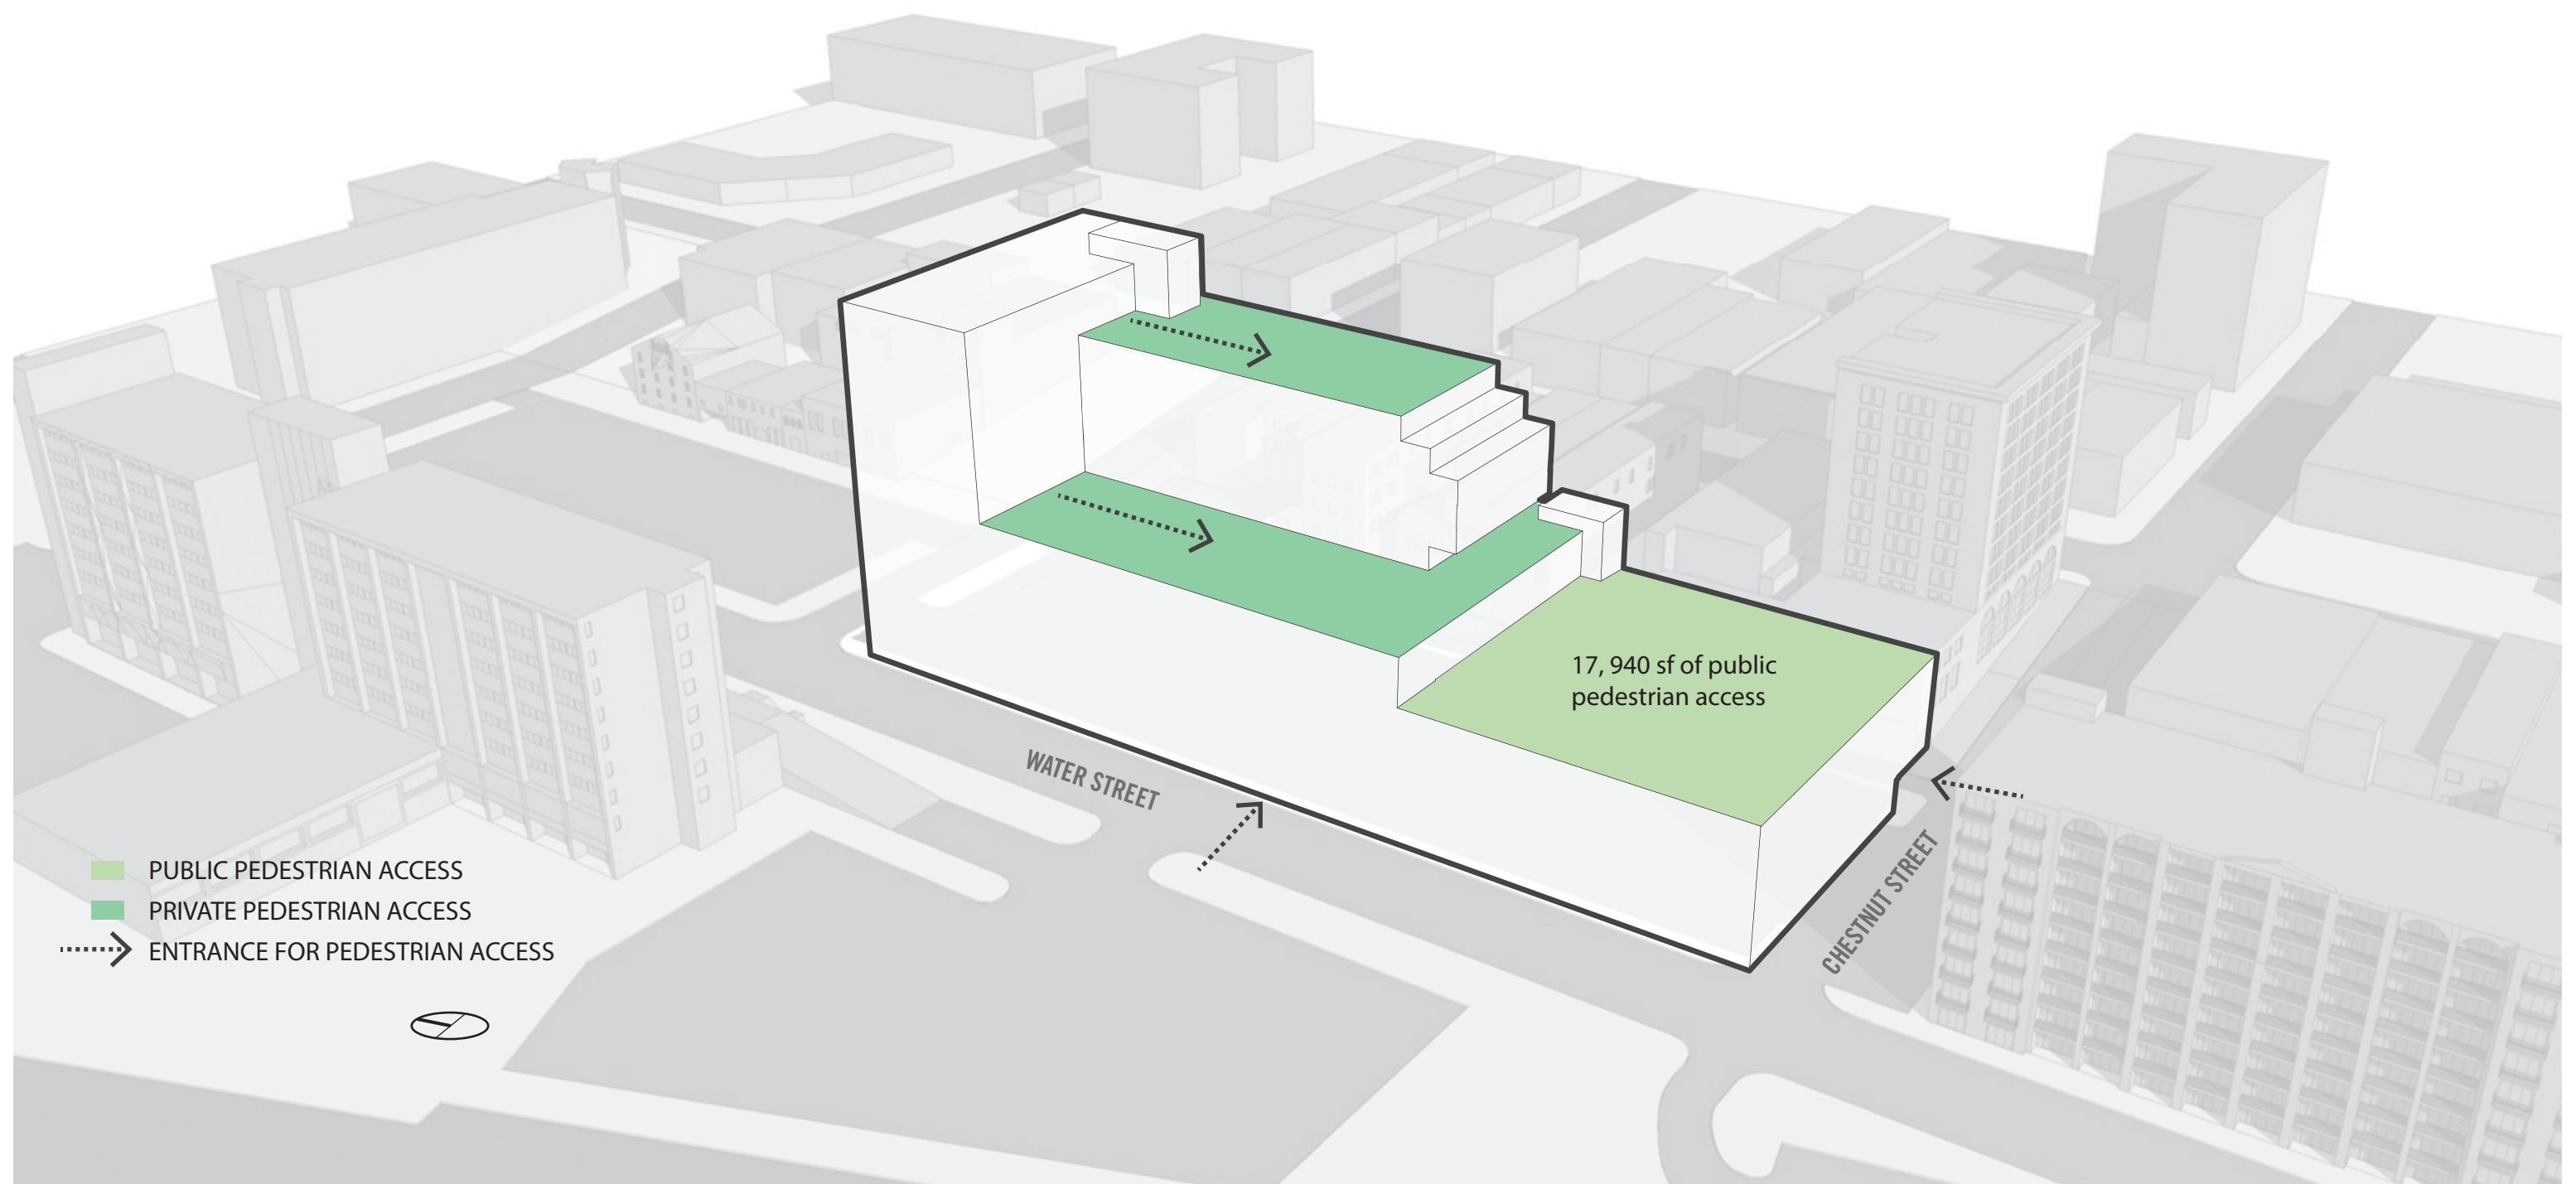 17, 940 sf of public
pedestrian access
WATER STREET
CHESTNUT STREET
PUBLIC PEDESTRIAN ACCESS
PRIVATE PEDESTRIAN ACCESS
ENTRANCE FOR PEDESTRIAN ACCESS